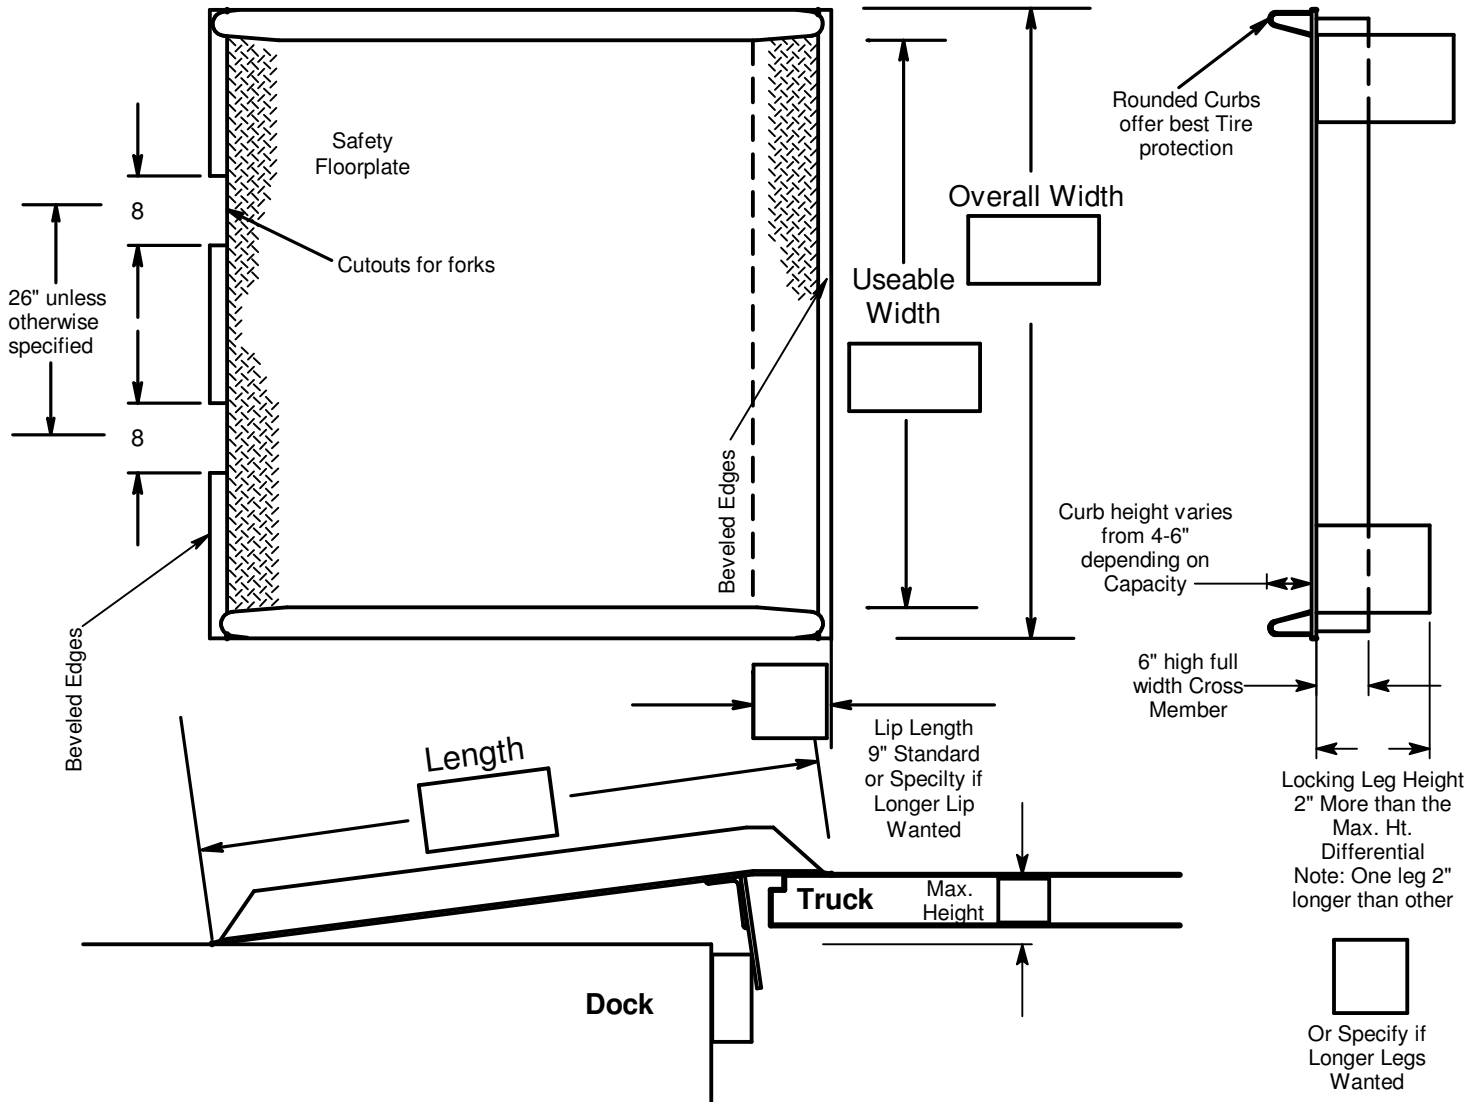 Safety
Floorplate
8
Cutouts for forks
26" unless
otherwise
specified
8
Beveled Edges
Beveled Edges
Useable
Width
Overall Width
Rounded Curbs
offer best Tire
protection
Curb height varies
from 4-6"
depending on
Capacity
6" high full
width Cross
Member
Lip Length
9" Standard
or Specilty if
Longer Lip
Wanted
Length
Truck
Max.
Height
Dock
Locking Leg Height
2" More than the
Max. Ht.
Differential
Note: One leg 2"
longer than other
Or Specify if
Longer Legs
Wanted